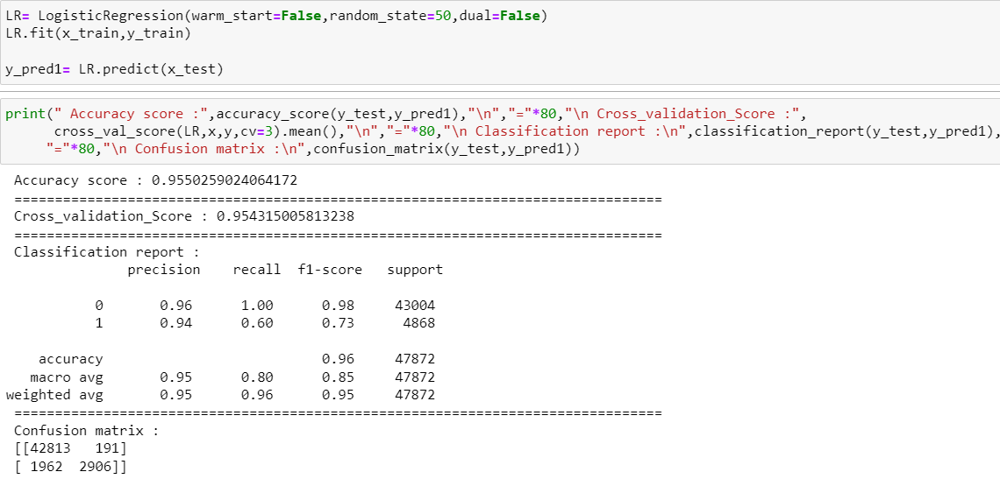 LR= LogisticRegression(warm_start=False,random_state=50,dual=False)
LR.fit(x_train,y_train)
y_pred1= LR.predict(x_test)
print(" Accuracy score :",accuracy_score(y_test,y_pred1),"\n","="*80,"\n Cross_validation_Score :",
cross_val_score(LR,x,y,cv=3).mean(),"\n","="*80,"\n Classification report :\n",classification_report(y_test,y_pred1),
"="*80,"\n Confusion matrix :\n",confusion_matrix(y_test,y_pred1))
Accuracy score : 0.9550259024064172
================================================================================
Cross_validation_Score : 0.954315005813238
================================================================================
Classification report :
precision    recall  f1-score   support
0       0.96      1.00      0.98     43004
1       0.94      0.60      0.73      4868
accuracy                           0.96     47872
macro avg       0.95      0.80      0.85     47872
weighted avg       0.95      0.96      0.95     47872
================================================================================
Confusion matrix :
[[42813   191]
[ 1962  2906]]